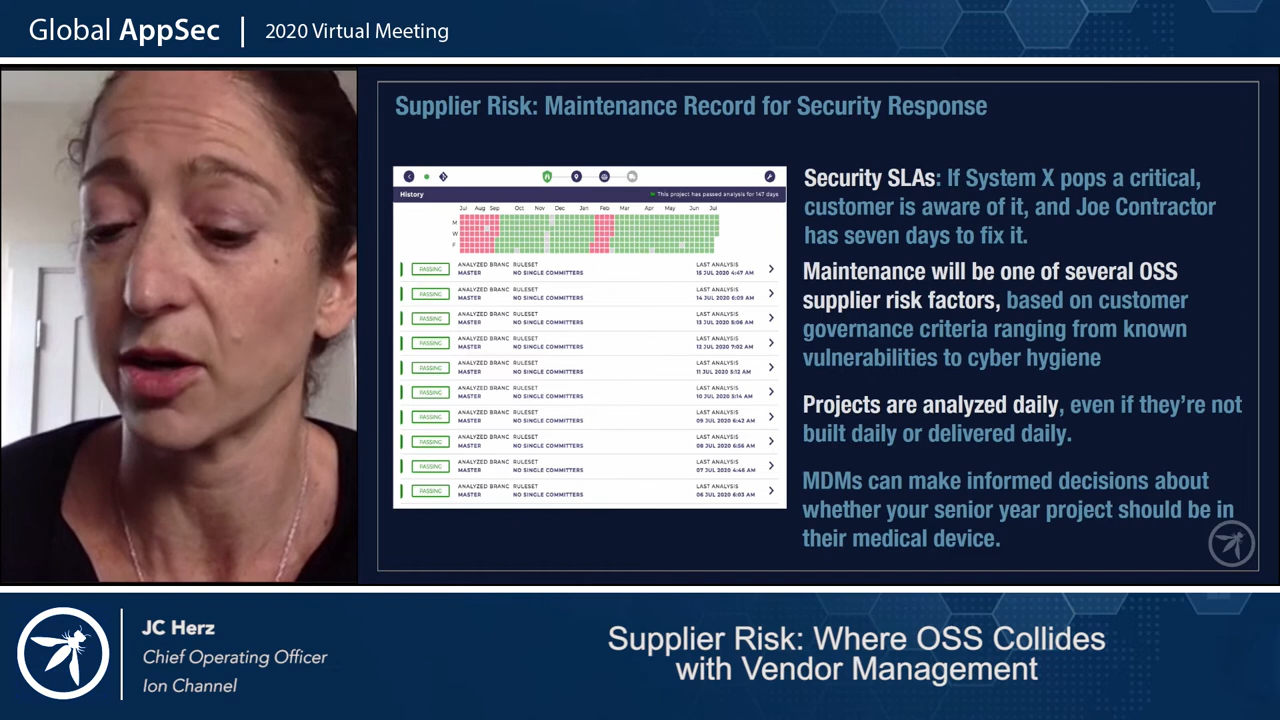 Global AppSec | 2020 Virtual Meeting
Supplier Risk: Maintenance Record for Security Response
History
This project has passed analysis for 147 days
Jul Aug Sep Oct Nov Dec Jan Feb Mar Apr May Jun Jul
M
W
F
PASSING ANALYZED BRANC RULESET LAST ANALYSIS
MASTER NO SINGLE COMMITTERS 15 JUL 2020 4:47 AM
PASSING ANALYZED BRANC RULESET LAST ANALYSIS
MASTER NO SINGLE COMMITTERS 14 JUL 2020 6:09 AM
PASSING ANALYZED BRANC RULESET LAST ANALYSIS
MASTER NO SINGLE COMMITTERS 13 JUL 2020 5:06 AM
PASSING ANALYZED BRANC RULESET LAST ANALYSIS
MASTER NO SINGLE COMMITTERS 12 JUL 2020 7:02 AM
PASSING ANALYZED BRANC RULESET LAST ANALYSIS
MASTER NO SINGLE COMMITTERS 11 JUL 2020 5:12 AM
PASSING ANALYZED BRANC RULESET LAST ANALYSIS
MASTER NO SINGLE COMMITTERS 10 JUL 2020 5:14 AM
PASSING ANALYZED BRANC RULESET LAST ANALYSIS
MASTER NO SINGLE COMMITTERS 09 JUL 2020 6:42 AM
PASSING ANALYZED BRANC RULESET LAST ANALYSIS
MASTER NO SINGLE COMMITTERS 08 JUL 2020 6:56 AM
PASSING ANALYZED BRANC RULESET LAST ANALYSIS
MASTER NO SINGLE COMMITTERS 07 JUL 2020 4:46 AM
PASSING ANALYZED BRANC RULESET LAST ANALYSIS
MASTER NO SINGLE COMMITTERS 06 JUL 2020 6:03 AM
Security SLAs: If System X pops a critical,
customer is aware of it, and Joe Contractor
has seven days to fix it.
Maintenance will be one of several OSS
supplier risk factors, based on customer
governance criteria ranging from known
vulnerabilities to cyber hygiene
Projects are analyzed daily, even if they're not
built daily or delivered daily.
MDMs can make informed decisions about
whether your senior year project should be in
their medical device.
JC Herz
Chief Operating Officer
Ion Channel
Supplier Risk: Where OSS Collides
with Vendor Management